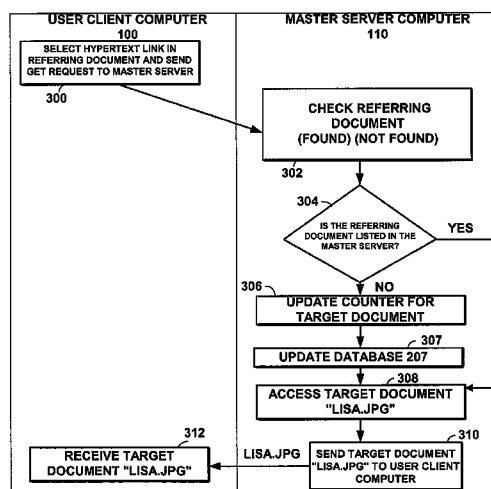 USER CLIENT COMPUTER
100
MASTER SERVER COMPUTER
110
SELECT HYPERTEXT LINK IN
REFERRING DOCUMENT AND SEND
GET REQUEST TO MASTER SERVER
300
CHECK REFERRING
DOCUMENT
(FOUND) (NOT FOUND)
302
304
IS THE REFERRING
DOCUMENT LISTED IN THE
MASTER SERVER?
YES
NO
306
UPDATE COUNTER FOR
TARGET DOCUMENT
307
UPDATE DATABASE 207
308
ACCESS TARGET DOCUMENT
"LISA.JPG"
310
SEND TARGET DOCUMENT
"LISA.JPG" TO USER CLIENT
COMPUTER
LISA.JPG
312
RECEIVE TARGET
DOCUMENT "LISA.JPG"